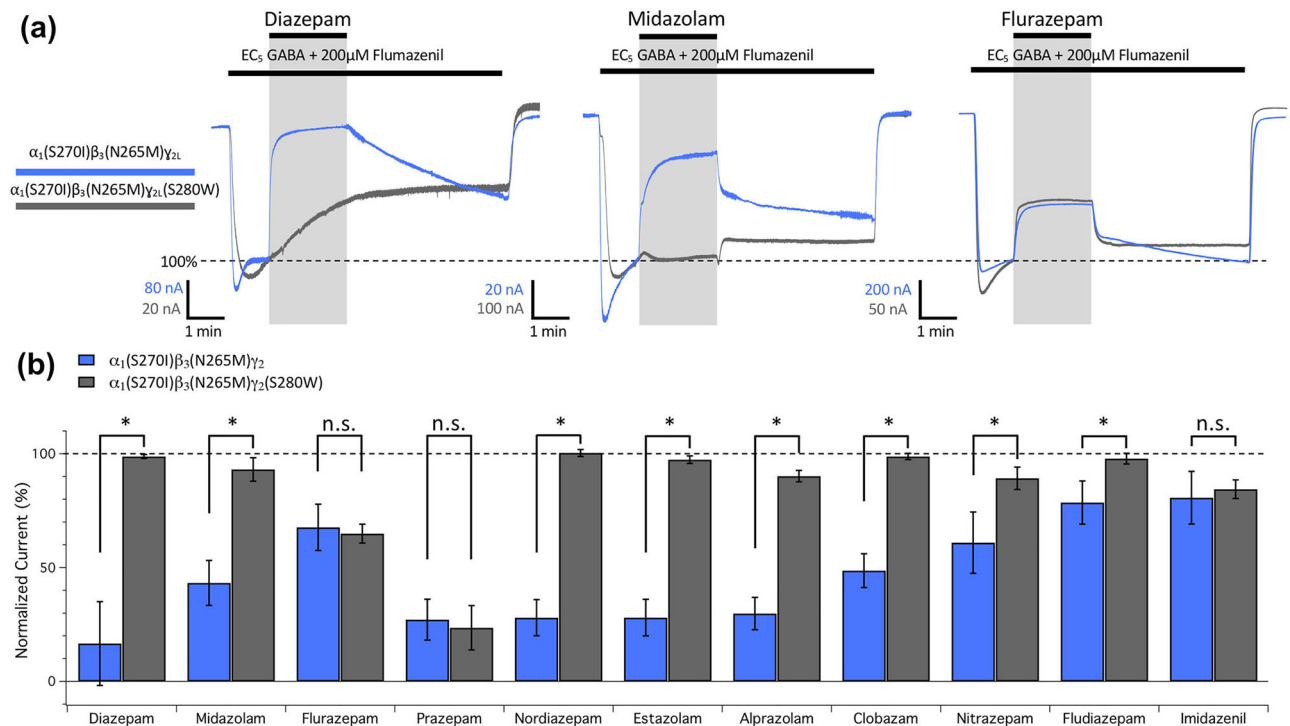 (a)
Diazepam
Midazolam
Flurazepam
EC₅ GABA + 200µM Flumazenil
EC₅ GABA + 200µM Flumazenil
EC₅ GABA + 200µM Flumazenil
α₁(S270I)β₃(N265M)ɣ₂L
α₁(S270I)β₃(N265M)ɣ₂L(S280W)
100%
80 nA
20 nA
1 min
20 nA
100 nA
1 min
200 nA
50 nA
1 min
(b)
α₁(S270I)β₃(N265M)γ₂
α₁(S270I)β₃(N265M)γ₂(S280W)
* * n.s. n.s. * * * * * * n.s.
Normalized Current (%)
100
50
0
Diazepam Midazolam Flurazepam Prazepam Nordiazepam Estazolam Alprazolam Clobazam Nitrazepam Fludiazepam Imidazenil